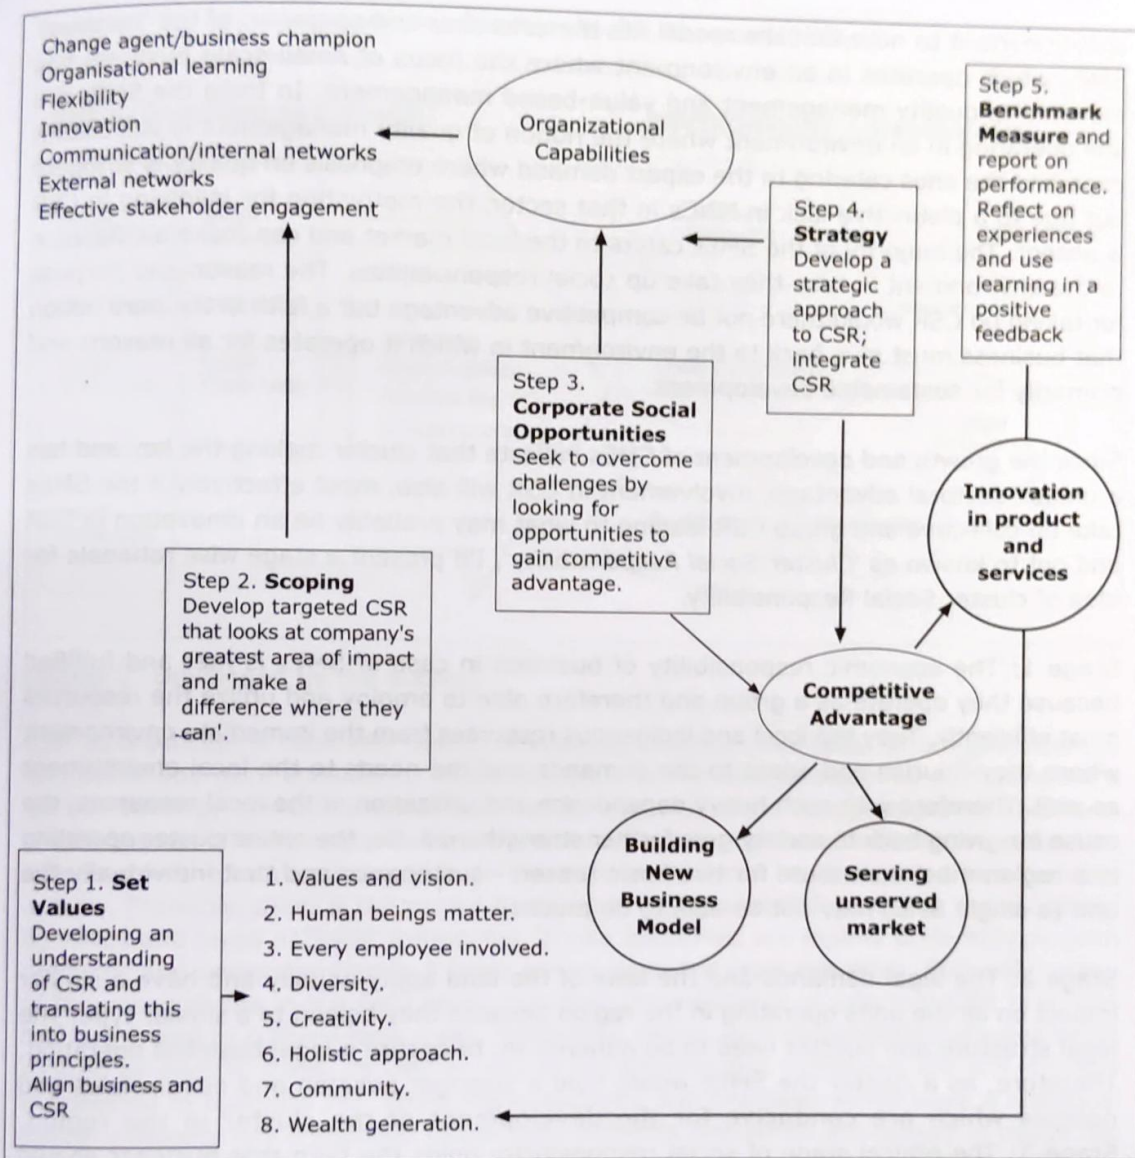 Change agent/business champion
Organisational learning
Flexibility
Innovation
Communication/internal networks
External networks
Effective stakeholder engagement
Organizational
Capabilities
Step 5.
Benchmark
Measure and
report on
performance.
Reflect on
experiences
and use
learning in a
positive
feedback
Step 4.
Strategy
Develop a
strategic
approach
to CSR;
integrate
CSR
Step 3.
Corporate Social
Opportunities
Seek to overcome
challenges by
looking for
opportunities to
gain competitive
advantage.
Innovation
in product
and
services
Step 2. Scoping
Develop targeted CSR
that looks at company's
greatest area of impact
and 'make a
difference where they
can'.
Competitive
Advantage
Building
New
Business
Model
Serving
unserved
market
Step 1. Set
Values
Developing an
understanding
of CSR and
translating this
into business
principles.
Align business and
CSR
1. Values and vision.
2. Human beings matter.
3. Every employee involved.
4. Diversity.
5. Creativity.
6. Holistic approach.
7. Community.
8. Wealth generation.